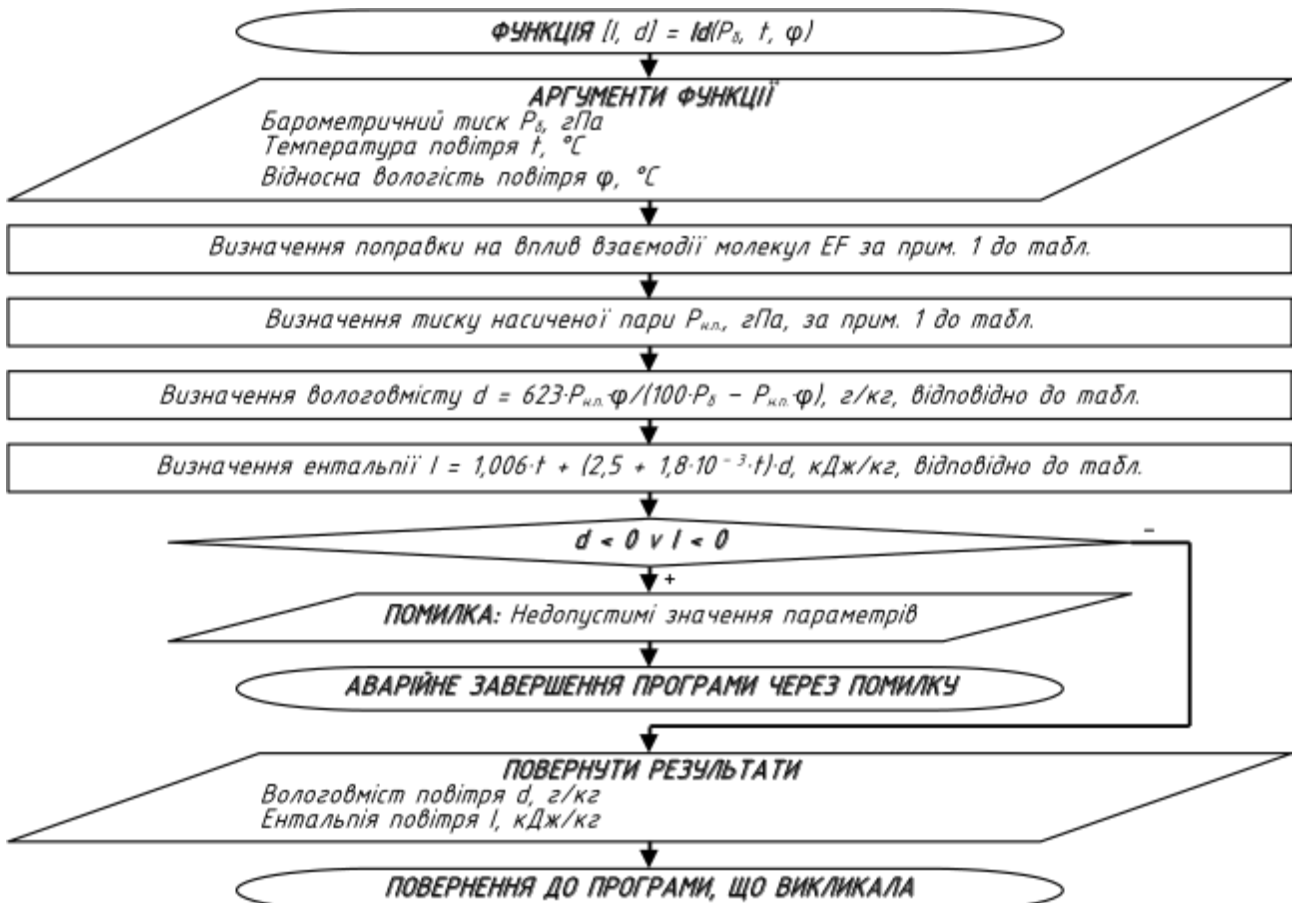 ФУНКЦІЯ [I, d] = Id(Pб, t, φ)
АРГУМЕНТИ ФУНКЦІЇ
Барометричний тиск Pб, гПа
Температура повітря t, °C
Відносна вологість повітря φ, °C
Визначення поправки на вплив взаємодії молекул EF за прим. 1 до табл.
Визначення тиску насиченої пари Pн.п., гПа, за прим. 1 до табл.
Визначення вологовмісту d = 623·Pн.п.·φ/(100·Pб – Pн.п.·φ), г/кг, відповідно до табл.
Визначення ентальпії I = 1,006·t + (2,5 + 1,8·10⁻³·t)·d, кДж/кг, відповідно до табл.
d < 0 v I < 0
–
+
ПОМИЛКА: Недопустимі значення параметрів
АВАРІЙНЕ ЗАВЕРШЕННЯ ПРОГРАМИ ЧЕРЕЗ ПОМИЛКУ
ПОВЕРНУТИ РЕЗУЛЬТАТИ
Вологовміст повітря d, г/кг
Ентальпія повітря I, кДж/кг
ПОВЕРНЕННЯ ДО ПРОГРАМИ, ЩО ВИКЛИКАЛА